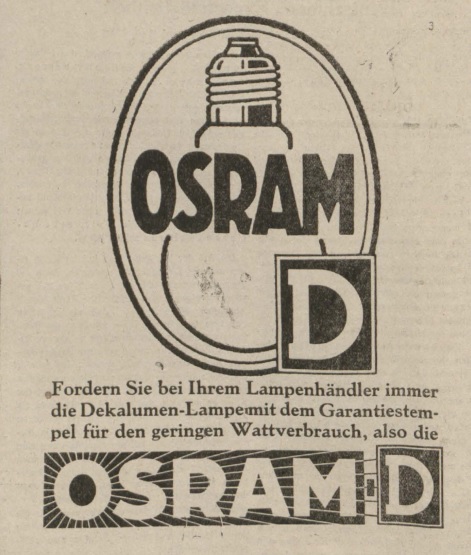 3
OSRAM
D
Fordern Sie bei Ihrem Lampenhändler immer
die Dekalumen-Lampe mit dem Garantiestem-
pel für den geringen Wattverbrauch, also die
OSRAM-D